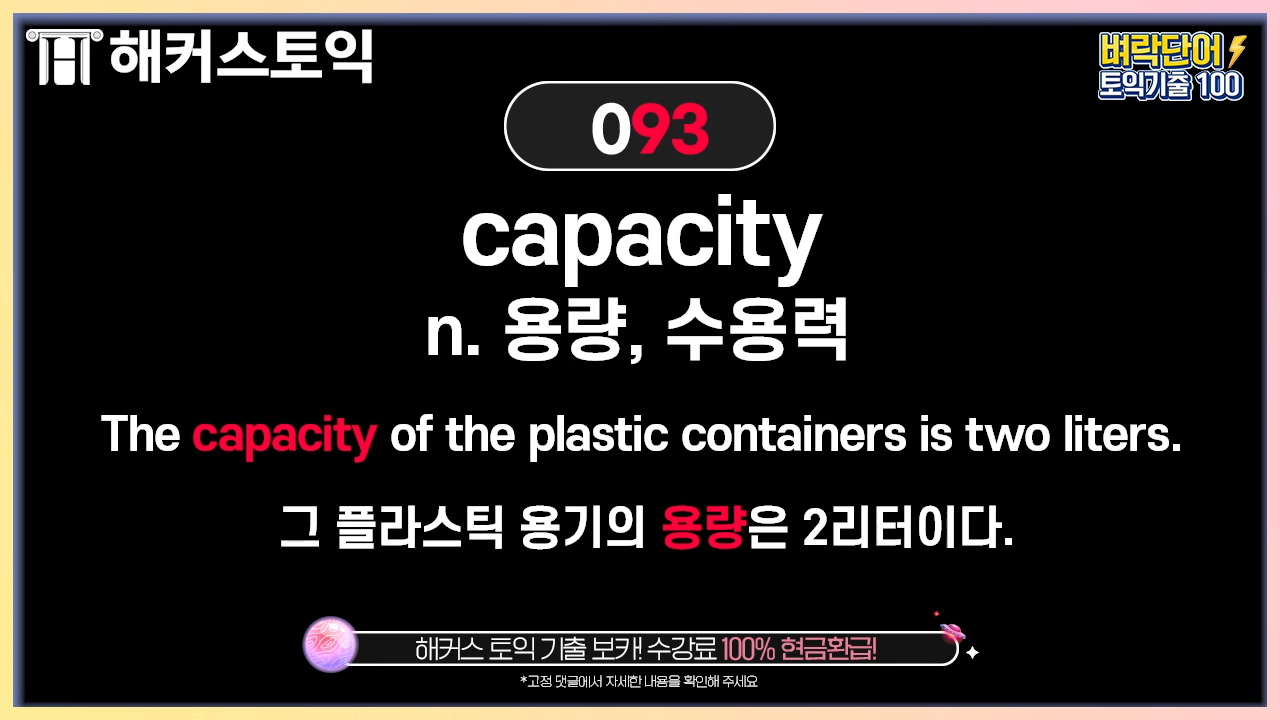 해커스토익
벼락단어
토익기출 100
093
capacity
n. 용량, 수용력
The capacity of the plastic containers is two liters.
그 플라스틱 용기의 용량은 2리터이다.
해커스 토익 기출 보카! 수강료 100% 현금환급!
*고정 댓글에서 자세한 내용을 확인해 주세요